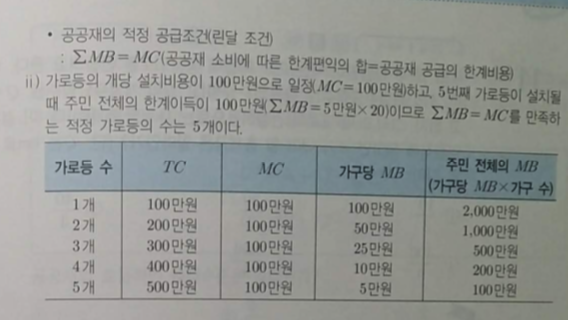 • 공공재의 적정 공급조건(린달 조건)
: ∑MB=MC(공공재 소비에 따른 한계편익의 합=공공재 공급의 한계비용)
ii) 가로등의 개당 설치비용이 100만원으로 일정(MC=100만원)하고, 5번째 가로등이 설치될
때 주민 전체의 한계이득이 100만원(∑MB=5만원×20)이므로 ∑MB=MC를 만족하
는 적정 가로등의 수는 5개이다.
가로등 수 TC MC 가구당 MB 주민 전체의 MB
(가구당 MB×가구 수)
1개 100만원 100만원 100만원 2,000만원
2개 200만원 100만원 50만원 1,000만원
3개 300만원 100만원 25만원 500만원
4개 400만원 100만원 10만원 200만원
5개 500만원 100만원 5만원 100만원